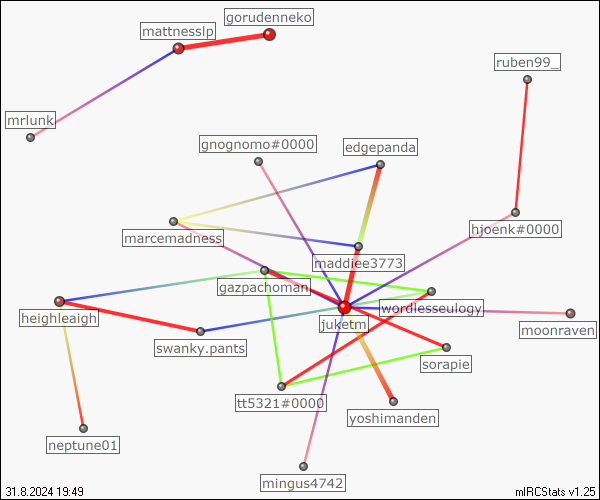 gorudenneko
mattnesslp
ruben99_
mrlunk
gnognomo#0000
edgepanda
marcemadness
hjoenk#0000
maddiee3773
gazpachoman
wordlesseulogy
heighleaigh
juketm
moonraven
swanky.pants
sorapie
tt5321#0000
yoshimanden
neptune01
mingus4742
31.8.2024 19:49
mIRCStats v1.25